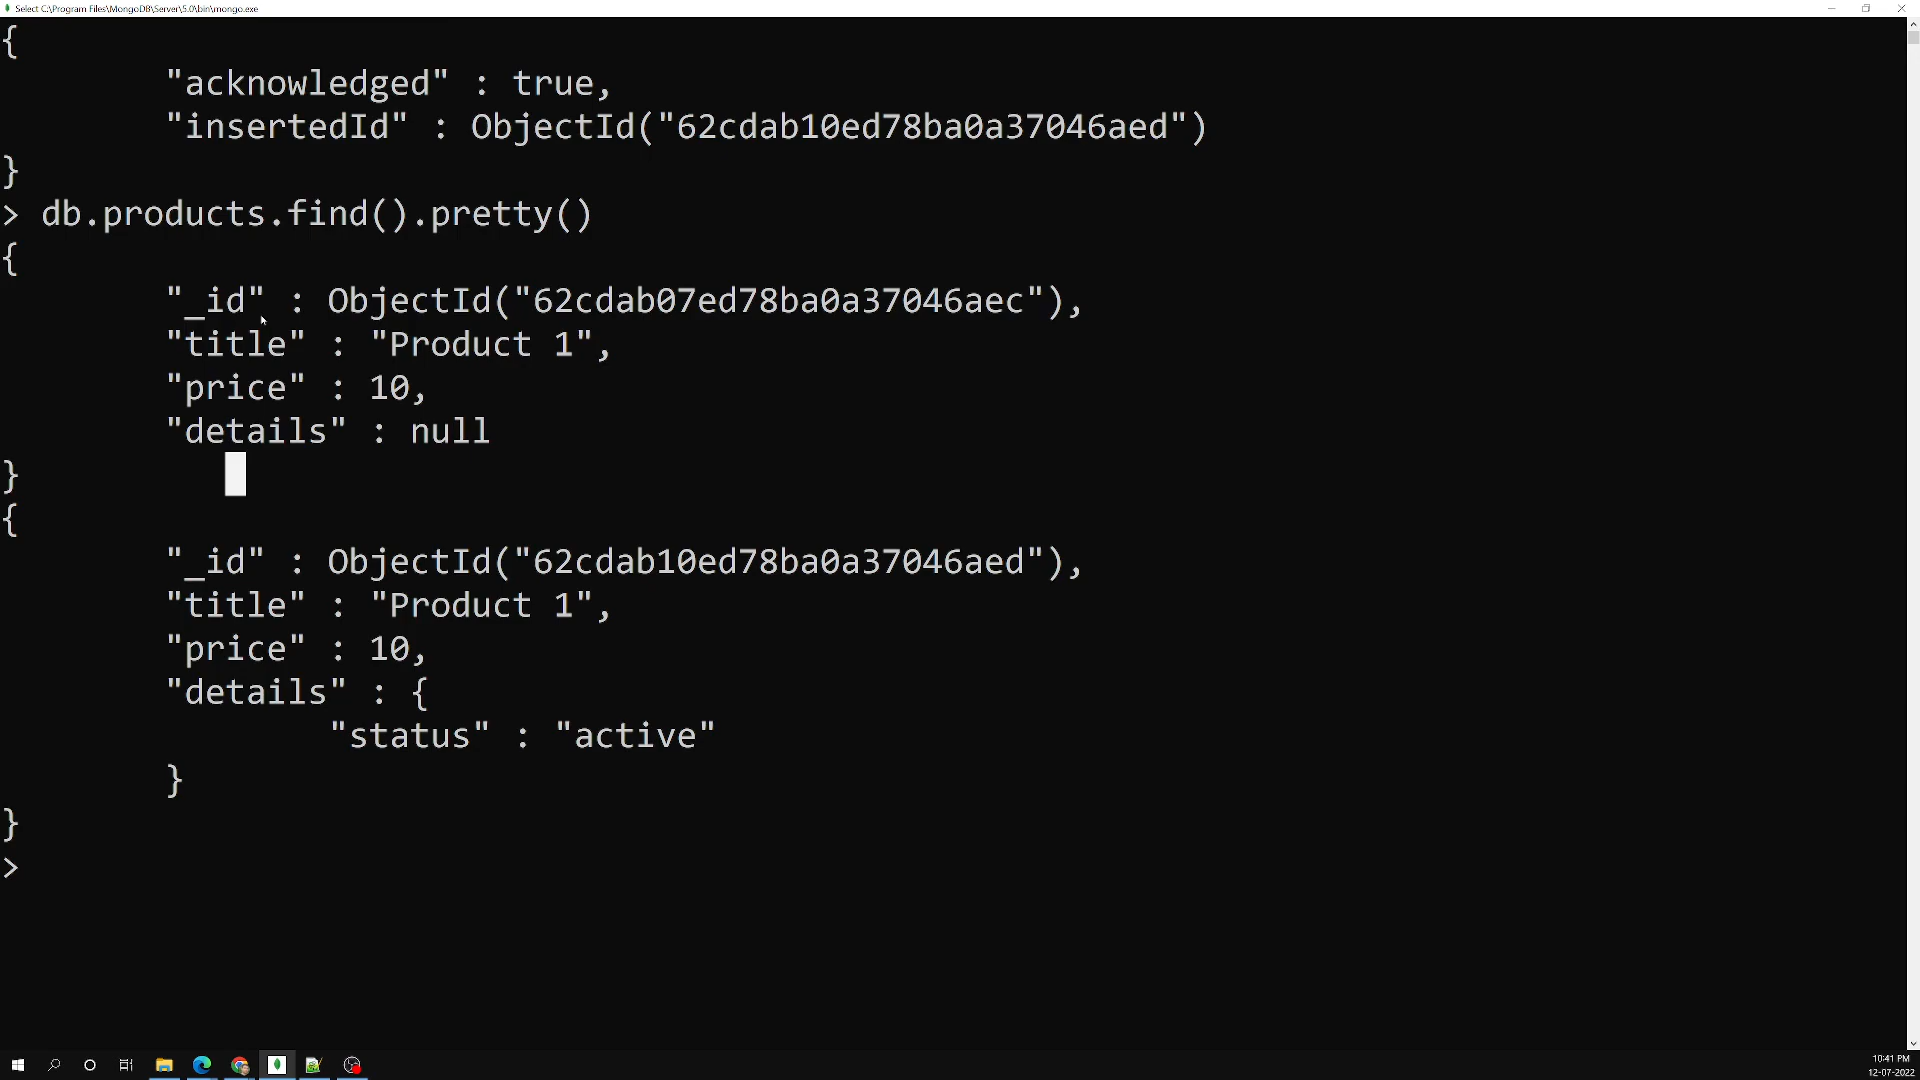 Select C:\Program Files\MongoDB\Server\5.0\bin\mongo.exe
{
"acknowledged" : true,
"insertedId" : ObjectId("62cdab10ed78ba0a37046aed")
}
> db.products.find().pretty()
{
"_id" : ObjectId("62cdab07ed78ba0a37046aec"),
"title" : "Product 1",
"price" : 10,
"details" : null
}
{
"_id" : ObjectId("62cdab10ed78ba0a37046aed"),
"title" : "Product 1",
"price" : 10,
"details" : {
"status" : "active"
}
}
>
10:41 PM
12-07-2022